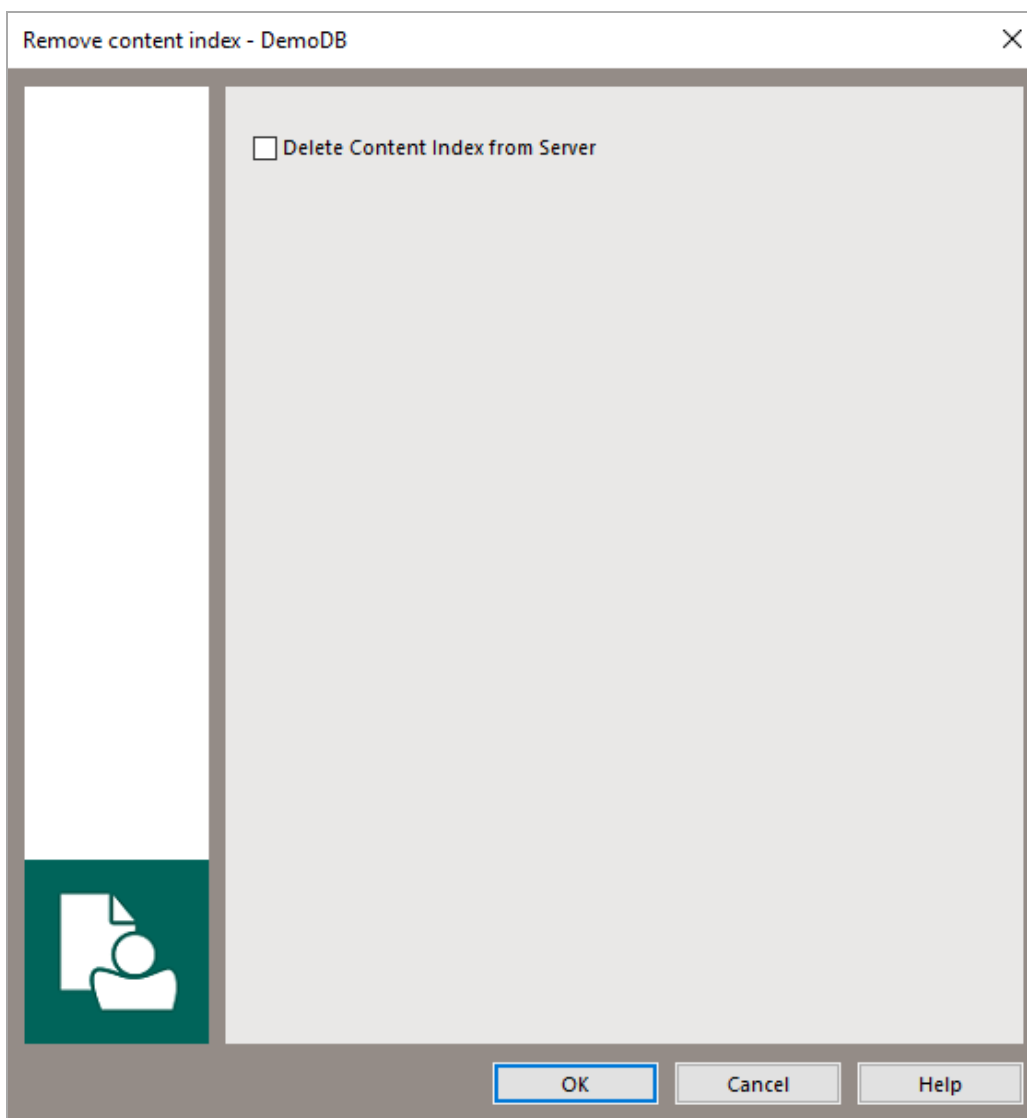 Remove content index - DemoDB
Delete Content Index from Server
OK Cancel Help